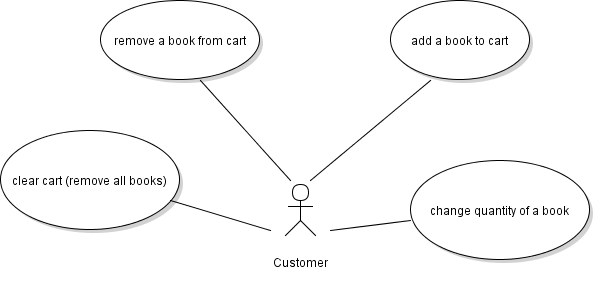 remove a book from cart
add a book to cart
clear cart (remove all books)
change quantity of a book
Customer